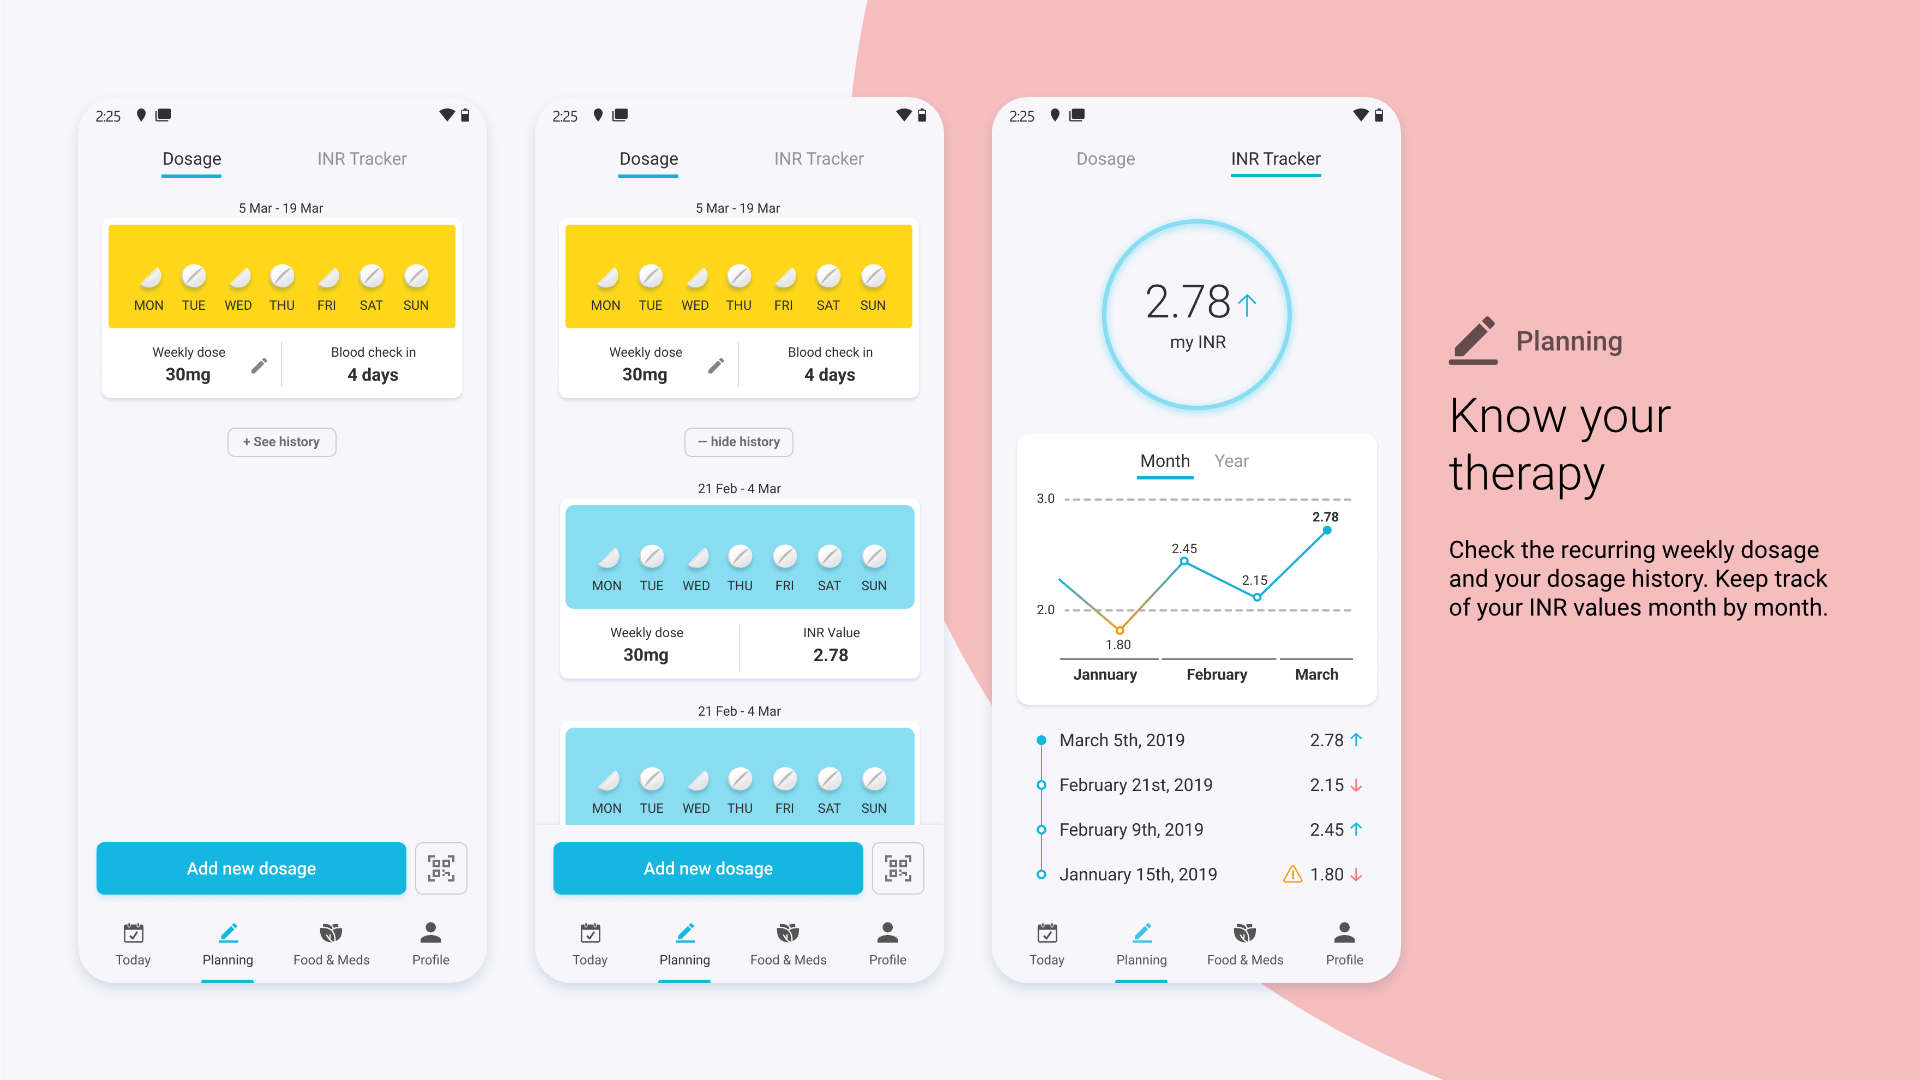 2:25
Dosage INR Tracker
5 Mar - 19 Mar
MON TUE WED THU FRI SAT SUN
Weekly dose Blood check in
30mg 4 days
+ See history
Add new dosage
Today Planning Food & Meds Profile
2:25
Dosage INR Tracker
5 Mar - 19 Mar
MON TUE WED THU FRI SAT SUN
Weekly dose Blood check in
30mg 4 days
– hide history
21 Feb - 4 Mar
MON TUE WED THU FRI SAT SUN
Weekly dose INR Value
30mg 2.78
21 Feb - 4 Mar
MON TUE WED THU FRI SAT SUN
Add new dosage
Today Planning Food & Meds Profile
2:25
Dosage INR Tracker
2.78 ↑
my INR
Month Year
3.0
2.78
2.45
2.15
2.0
1.80
Jannuary February March
March 5th, 2019 2.78 ↑
February 21st, 2019 2.15 ↓
February 9th, 2019 2.45 ↑
Jannuary 15th, 2019 1.80 ↓
Today Planning Food & Meds Profile
Planning
Know your
therapy
Check the recurring weekly dosage
and your dosage history. Keep track
of your INR values month by month.